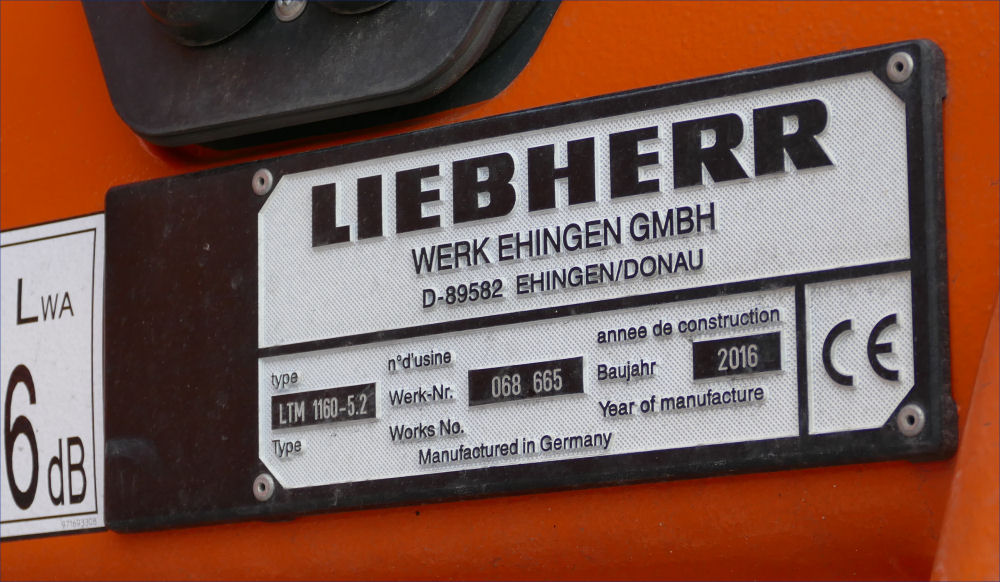 LIEBHERR
WERK EHINGEN GMBH
D-89582 EHINGEN/DONAU
type
LTM 1160-5.2
Type
n°d'usine
Werk-Nr.
068 665
Works No.
annee de construction
Baujahr
2016
Year of manufacture
Manufactured in Germany
CE
LWA
6 dB
971693308